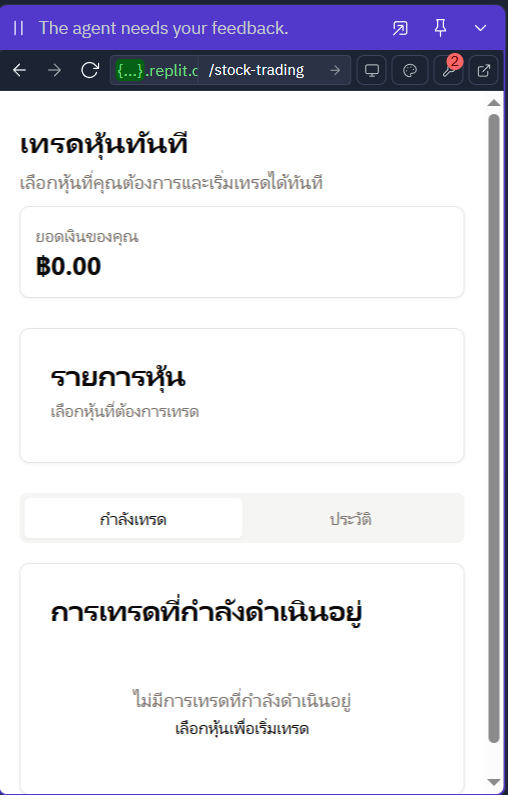 The agent needs your feedback.
{...}.replit.c /stock-trading
2
เทรดหุ้นทันที
เลือกหุ้นที่คุณต้องการและเริ่มเทรดได้ทันที
ยอดเงินของคุณ
฿0.00
รายการหุ้น
เลือกหุ้นที่ต้องการเทรด
กำลังเทรด ประวัติ
การเทรดที่กำลังดำเนินอยู่
ไม่มีการเทรดที่กำลังดำเนินอยู่
เลือกหุ้นเพื่อเริ่มเทรด